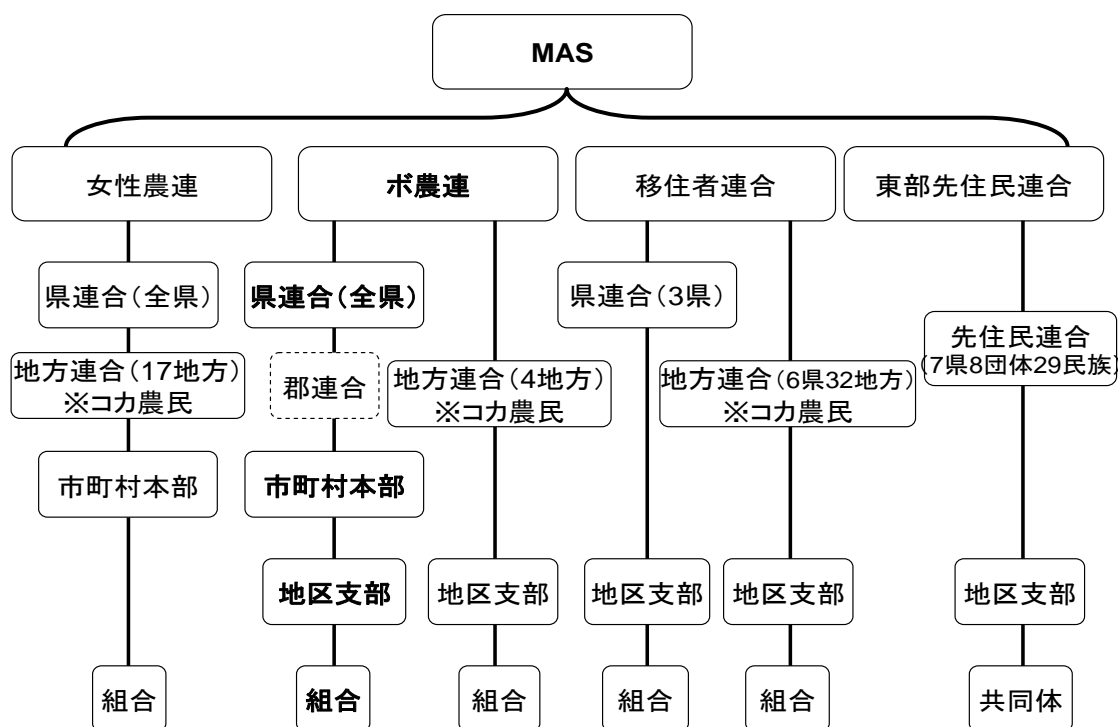 MAS
女性農連
ボ農連
移住者連合
東部先住民連合
県連合(全県)
県連合(全県)
県連合(3県)
先住民連合
(7県8団体29民族)
地方連合(17地方)
※コカ農民
郡連合
地方連合(4地方)
※コカ農民
地方連合(6県32地方)
※コカ農民
市町村本部
市町村本部
地区支部
地区支部
地区支部
地区支部
地区支部
組合
組合
組合
組合
組合
共同体